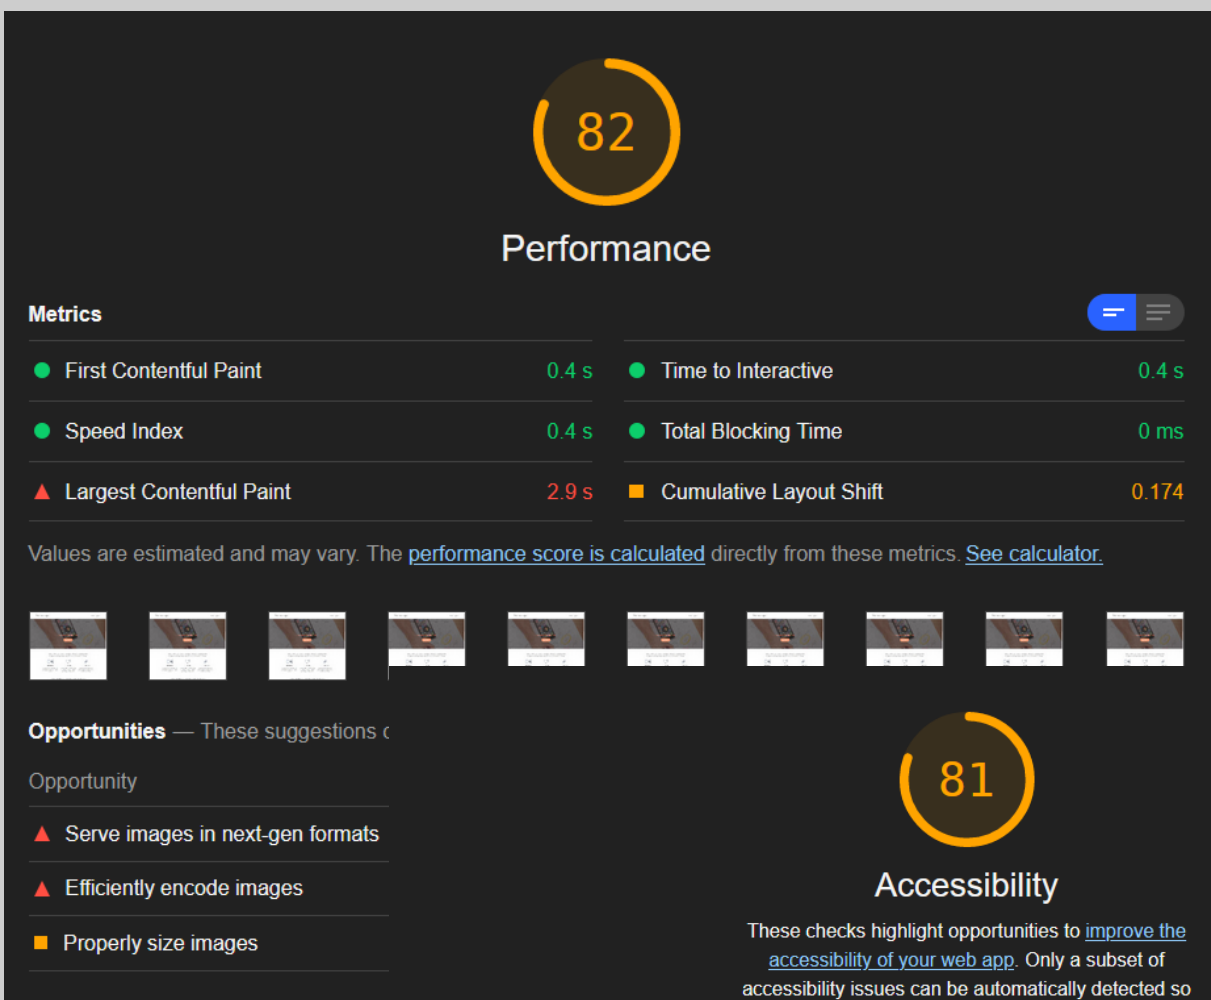 82
Performance
Metrics
First Contentful Paint 0.4 s
Time to Interactive 0.4 s
Speed Index 0.4 s
Total Blocking Time 0 ms
Largest Contentful Paint 2.9 s
Cumulative Layout Shift 0.174
Values are estimated and may vary. The performance score is calculated directly from these metrics. See calculator.
Opportunities — These suggestions
Opportunity
Serve images in next-gen formats
Efficiently encode images
Properly size images
81
Accessibility
These checks highlight opportunities to improve the
accessibility of your web app. Only a subset of
accessibility issues can be automatically detected so